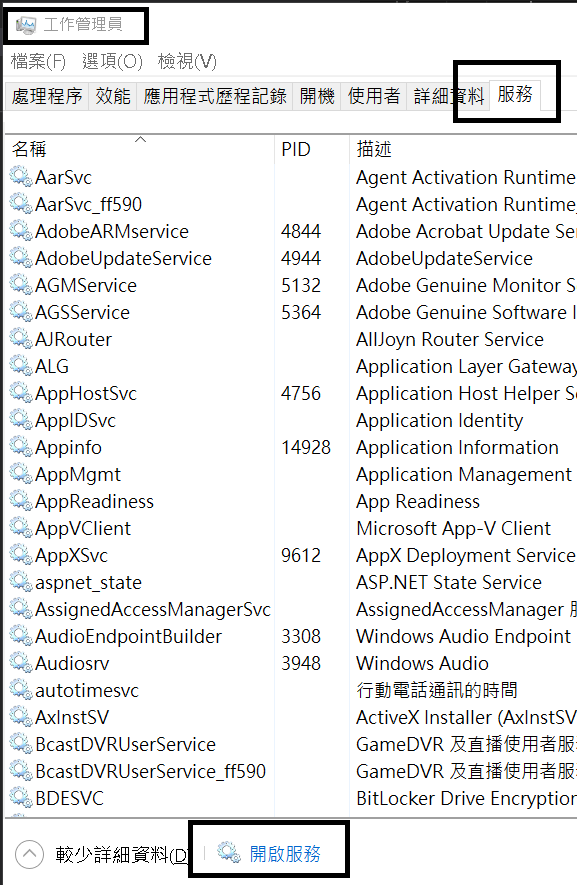 工作管理員
檔案(F) 選項(O) 檢視(V)
處理程序 效能 應用程式歷程記錄 開機 使用者 詳細資料 服務
名稱 PID 描述
AarSvc Agent Activation Runtime
AarSvc_ff590 Agent Activation Runtime_
AdobeARMservice 4844 Adobe Acrobat Update Se
AdobeUpdateService 4944 AdobeUpdateService
AGMService 5132 Adobe Genuine Monitor S
AGSService 5364 Adobe Genuine Software I
AJRouter AllJoyn Router Service
ALG Application Layer Gateway
AppHostSvc 4756 Application Host Helper Se
AppIDSvc Application Identity
Appinfo 14928 Application Information
AppMgmt Application Management
AppReadiness App Readiness
AppVClient Microsoft App-V Client
AppXSvc 9612 AppX Deployment Service
aspnet_state ASP.NET State Service
AssignedAccessManagerSvc AssignedAccessManager 服
AudioEndpointBuilder 3308 Windows Audio Endpoint
Audiosrv 3948 Windows Audio
autotimesvc 行動電話通訊的時間
AxInstSV ActiveX Installer (AxInstSV
BcastDVRUserService GameDVR 及直播使用者服
BcastDVRUserService_ff590 GameDVR 及直播使用者服
BDESVC BitLocker Drive Encryption
較少詳細資料(D) 開啟服務